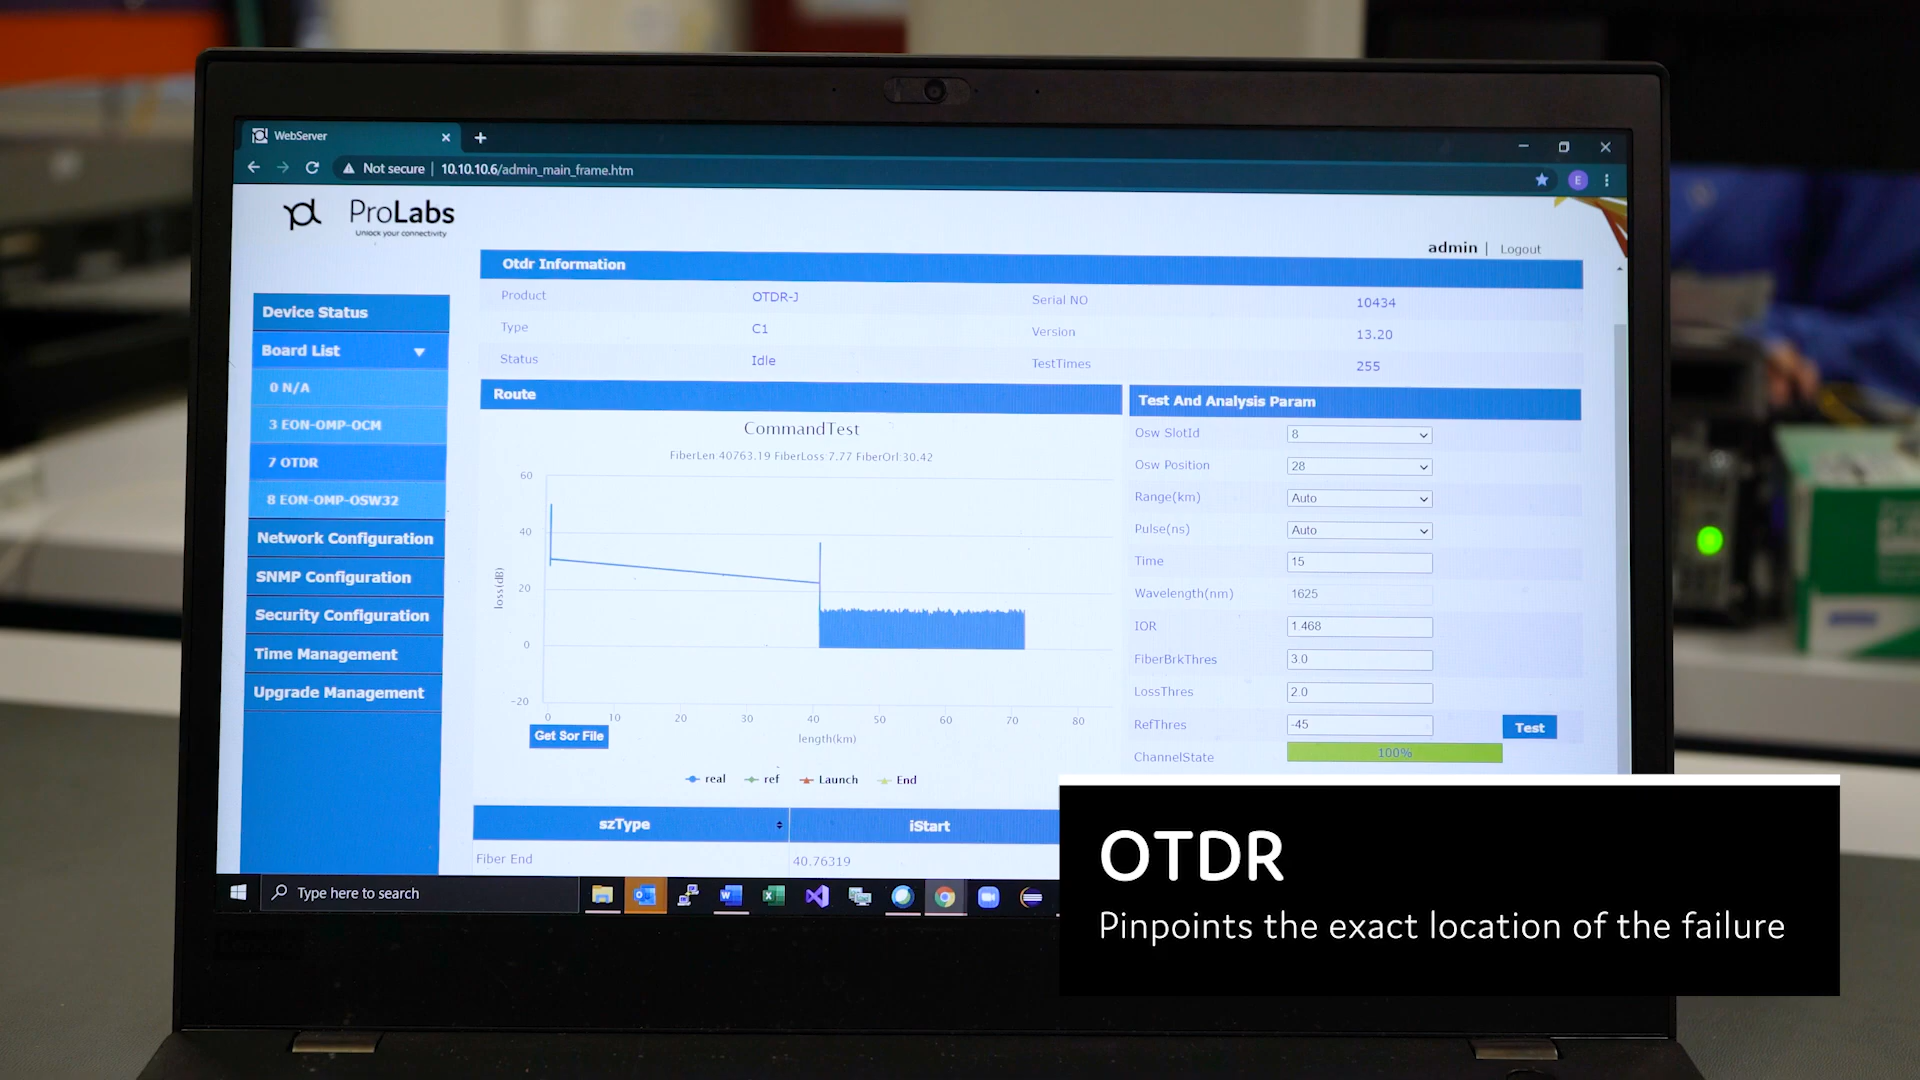 WebServer
Not secure | 10.10.10.6/admin_main_frame.htm
E
ProLabs
Unlock your connectivity
admin | Logout
Otdr Information
Product OTDR-J Serial NO 10434
Type C1 Version 13.20
Status Idle TestTimes 255
Device Status
Board List
0 N/A
3 EON-OMP-OCM
7 OTDR
8 EON-OMP-OSW32
Network Configuration
SNMP Configuration
Security Configuration
Time Management
Upgrade Management
Route
CommandTest
FiberLen:40763.19 FiberLoss:7.77 FiberOrl:30.42
60
40
20
0
-20
loss(dB)
0 10 20 30 40 50 60 70 80
length(km)
Get Sor File
real ref Launch End
Test And Analysis Param
Osw SlotId 8
Osw Position 28
Range(km) Auto
Pulse(ns) Auto
Time 15
Wavelength(nm) 1625
IOR 1.468
FiberBrkThres 3.0
LossThres 2.0
RefThres -45
Test
ChannelState 100%
szType iStart
Fiber End 40.76319
Type here to search
OTDR
Pinpoints the exact location of the failure